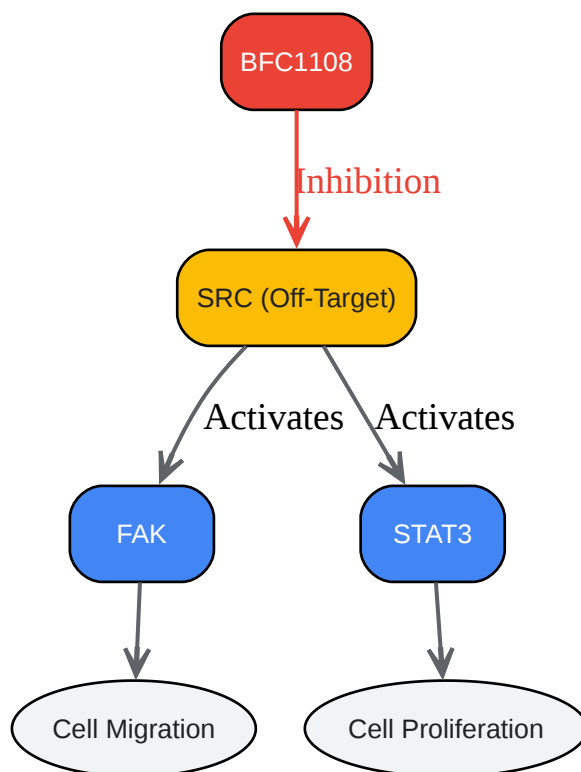 BFC1108
Inhibition
SRC (Off-Target)
Activates
Activates
FAK
STAT3
Cell Migration
Cell Proliferation